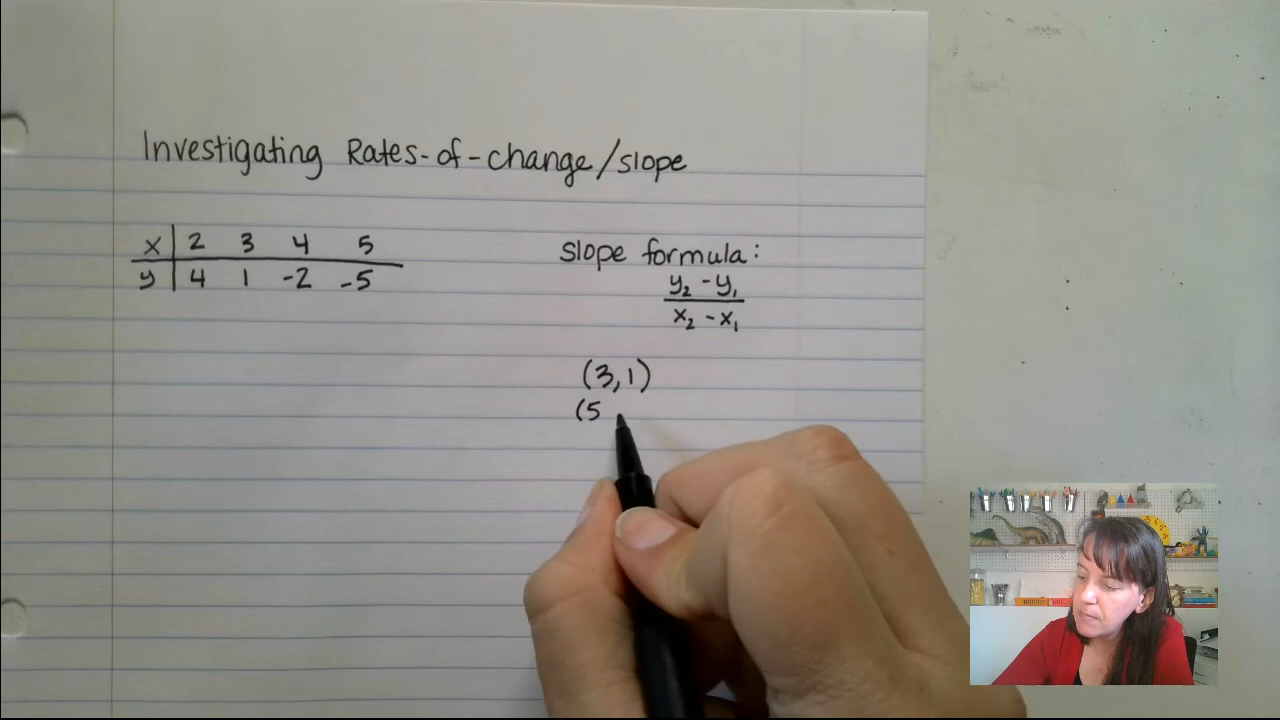 Investigating Rates-of-change/slope
x | 2 3 4 5
y | 4 1 -2 -5
slope formula:
y₂ - y₁
x₂ - x₁
(3,1)
(5